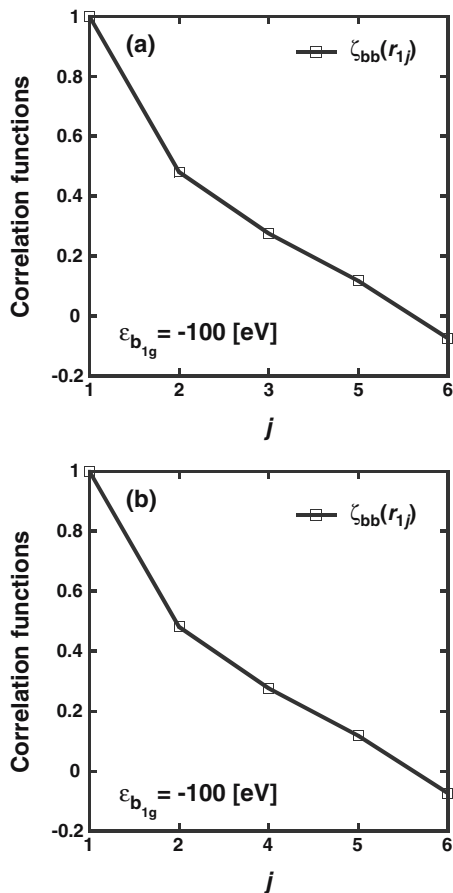 (a)
ζbb(r1j)
Correlation functions
1
0.8
0.6
0.4
0.2
0
-0.2
εb1g = -100 [eV]
1 2 3 5 6
j
(b)
ζbb(r1j)
Correlation functions
1
0.8
0.6
0.4
0.2
0
-0.2
εb1g = -100 [eV]
1 2 4 5 6
j